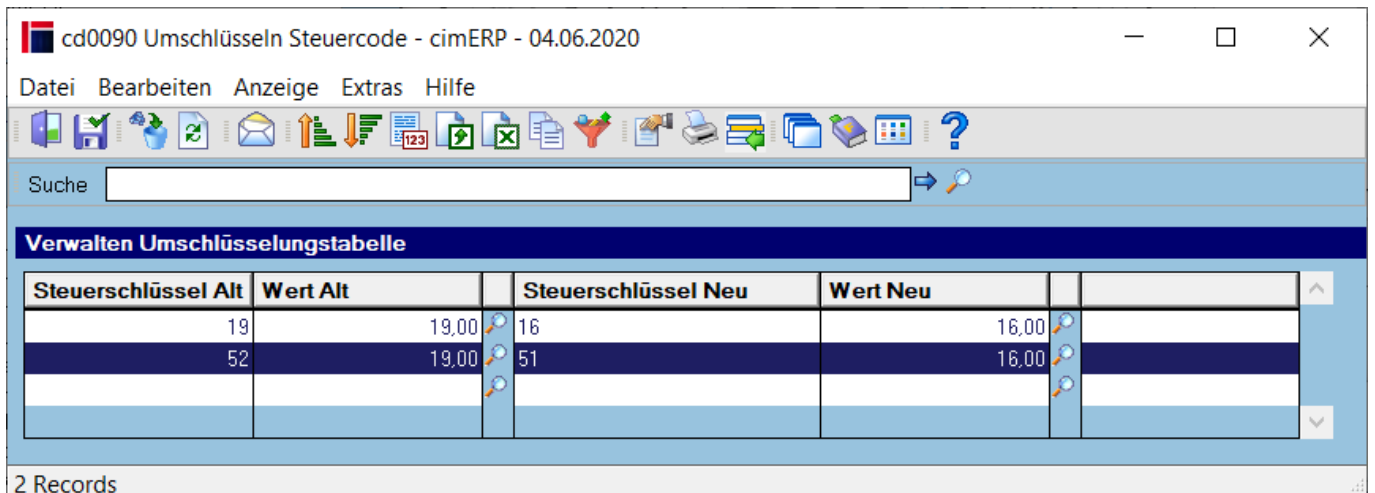 cd0090 Umschlüsseln Steuercode - cimERP - 04.06.2020
Datei Bearbeiten Anzeige Extras Hilfe
123
Suche
Verwalten Umschlüsselungstabelle
Steuerschlüssel Alt Wert Alt Steuerschlüssel Neu Wert Neu
19 19,00 16 16,00
52 19,00 51 16,00
2 Records